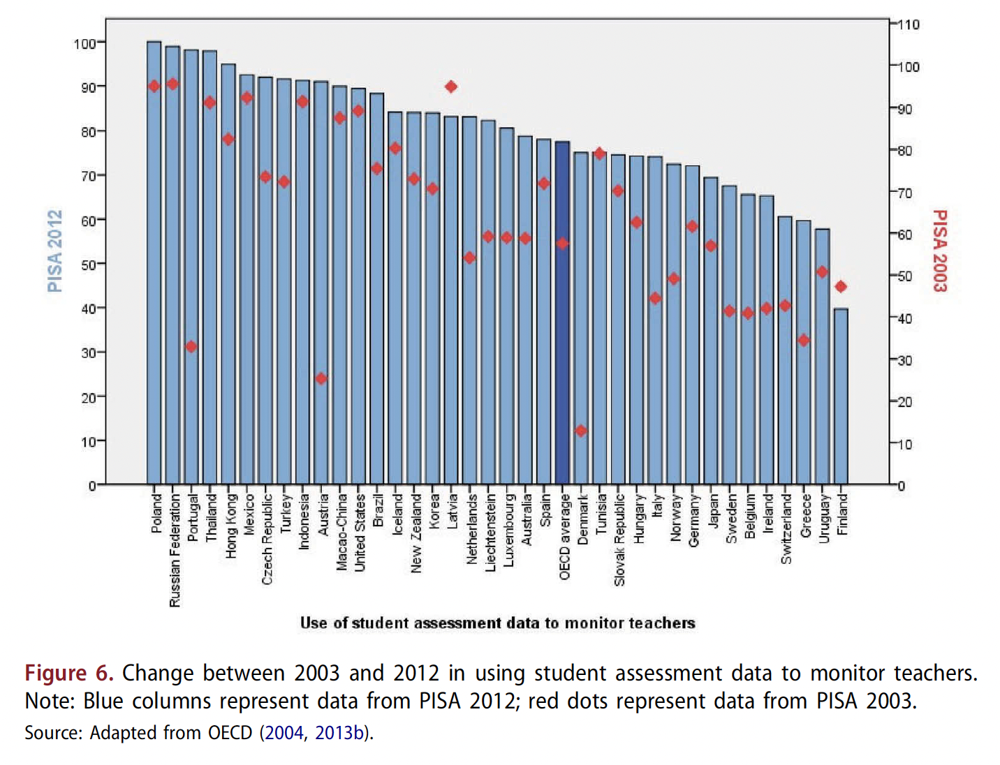 100
90
80
70
60
50
40
30
20
10
0
PISA 2012
110
100
90
80
70
60
50
40
30
20
10
0
PISA 2003
Poland
Russian Federation
Portugal
Thailand
Hong Kong
Mexico
Czech Republic
Turkey
Indonesia
Austria
Macao-China
United States
Brazil
Iceland
New Zealand
Korea
Latvia
Netherlands
Liechtenstein
Luxembourg
Australia
Spain
OECD average
Denmark
Tunisia
Slovak Republic
Hungary
Italy
Norway
Germany
Japan
Sweden
Belgium
Ireland
Switzerland
Greece
Uruguay
Finland
Use of student assessment data to monitor teachers
Figure 6. Change between 2003 and 2012 in using student assessment data to monitor teachers.
Note: Blue columns represent data from PISA 2012; red dots represent data from PISA 2003.
Source: Adapted from OECD (2004, 2013b).